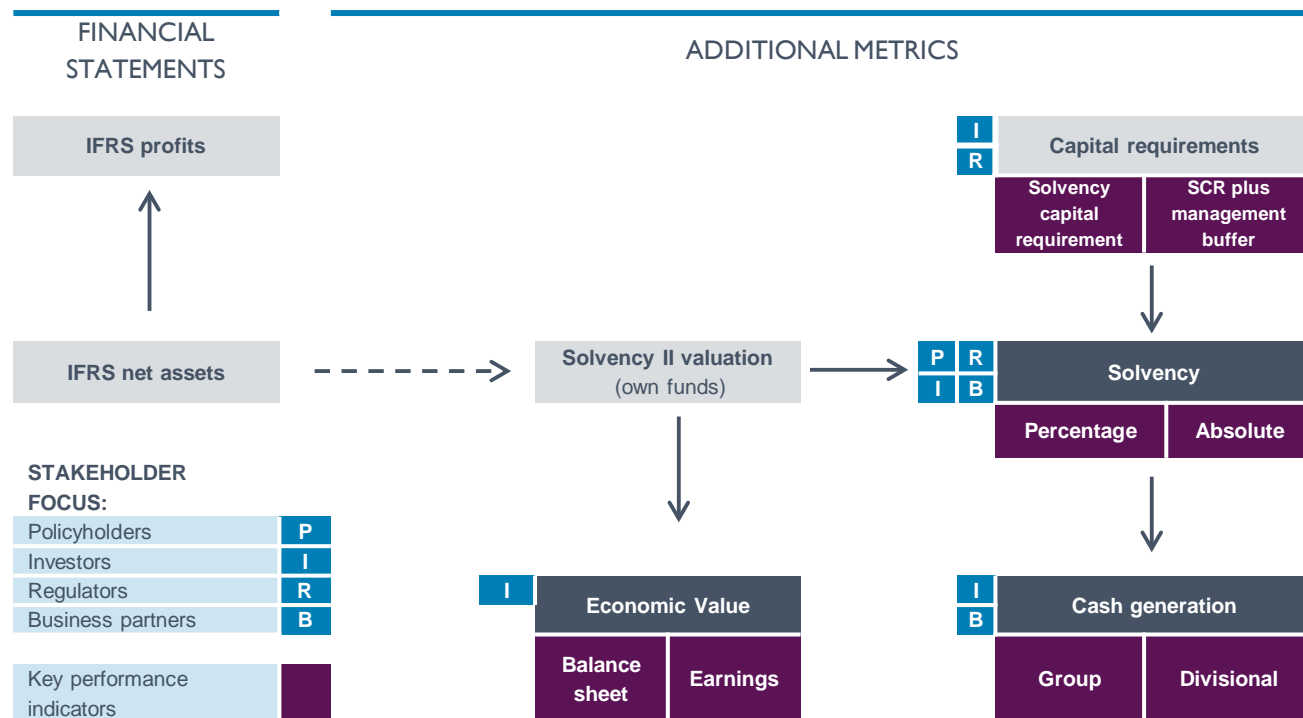 FINANCIAL
STATEMENTS
ADDITIONAL METRICS
IFRS profits
I
R
Capital requirements
Solvency
capital
requirement
SCR plus
management
buffer
IFRS net assets
Solvency II valuation
(own funds)
P R
I B
Solvency
Percentage
Absolute
STAKEHOLDER
FOCUS:
Policyholders P
Investors I
Regulators R
Business partners B
Key performance
indicators
I
Economic Value
Balance
sheet
Earnings
I
B
Cash generation
Group
Divisional